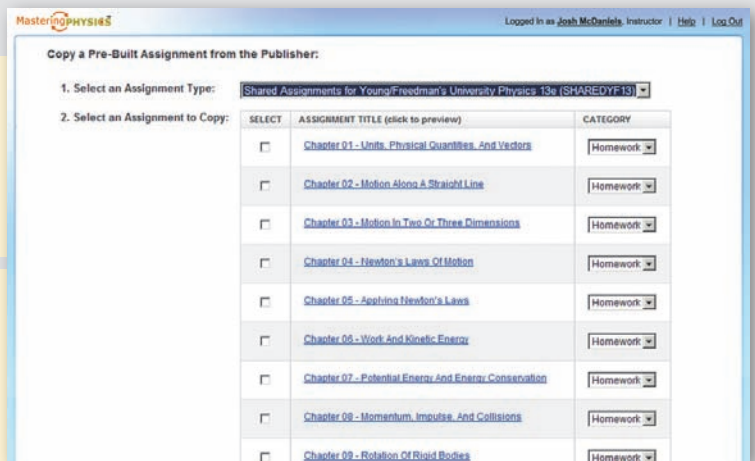 MasteringPHYSICS
Logged in as Josh McDaniels, Instructor | Help | Log Out
Copy a Pre-Built Assignment from the Publisher:
1. Select an Assignment Type: Shared Assignments for Young/Freedman's University Physics 13e (SHAREDYF13)
2. Select an Assignment to Copy: SELECT ASSIGNMENT TITLE (click to preview) CATEGORY
Chapter 01 - Units, Physical Quantities, And Vectors Homework
Chapter 02 - Motion Along A Straight Line Homework
Chapter 03 - Motion In Two Or Three Dimensions Homework
Chapter 04 - Newton's Laws Of Motion Homework
Chapter 05 - Applying Newton's Laws Homework
Chapter 06 - Work And Kinetic Energy Homework
Chapter 07 - Potential Energy And Energy Conservation Homework
Chapter 08 - Momentum, Impulse, And Collisions Homework
Chapter 09 - Rotation Of Rigid Bodies Homework